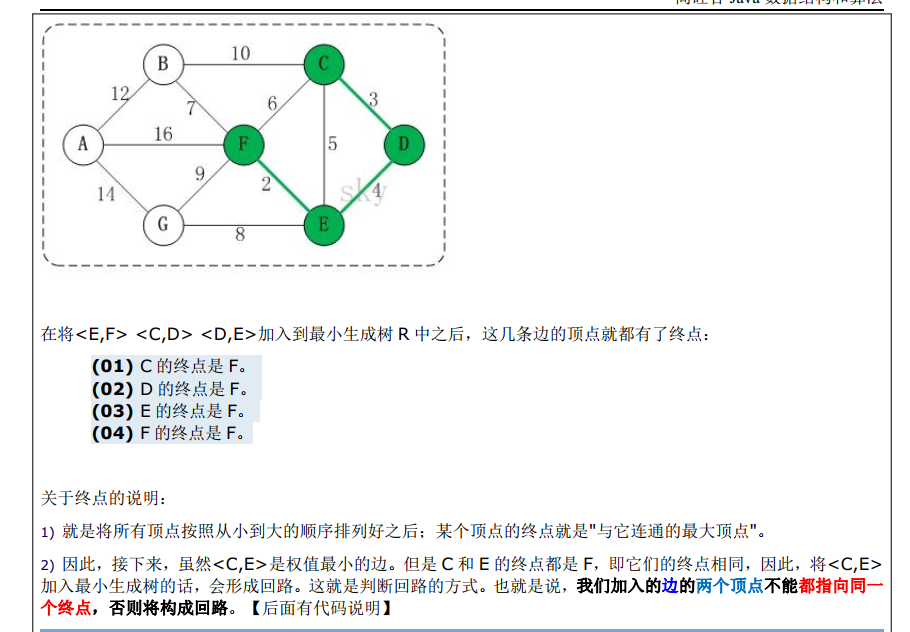 10
B
C
12
7
6
3
16
A
F
5
D
9
14
2
sky
4
G
E
8
在将<E,F> <C,D> <D,E>加入到最小生成树 R 中之后，这几条边的顶点就都有了终点：
(01) C 的终点是 F。
(02) D 的终点是 F。
(03) E 的终点是 F。
(04) F 的终点是 F。
关于终点的说明：
1) 就是将所有顶点按照从小到大的顺序排列好之后；某个顶点的终点就是"与它连通的最大顶点"。
2) 因此，接下来，虽然<C,E>是权值最小的边。但是 C 和 E 的终点都是 F，即它们的终点相同，因此，将<C,E>
加入最小生成树的话，会形成回路。这就是判断回路的方式。也就是说，我们加入的边的两个顶点不能都指向同一
个终点，否则将构成回路。【后面有代码说明】